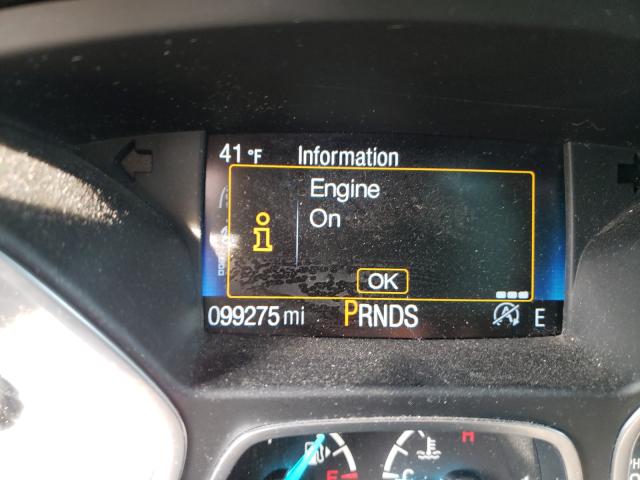 41 °F Information
Engine
On
OK
099275 mi PRNDS E
H
E C